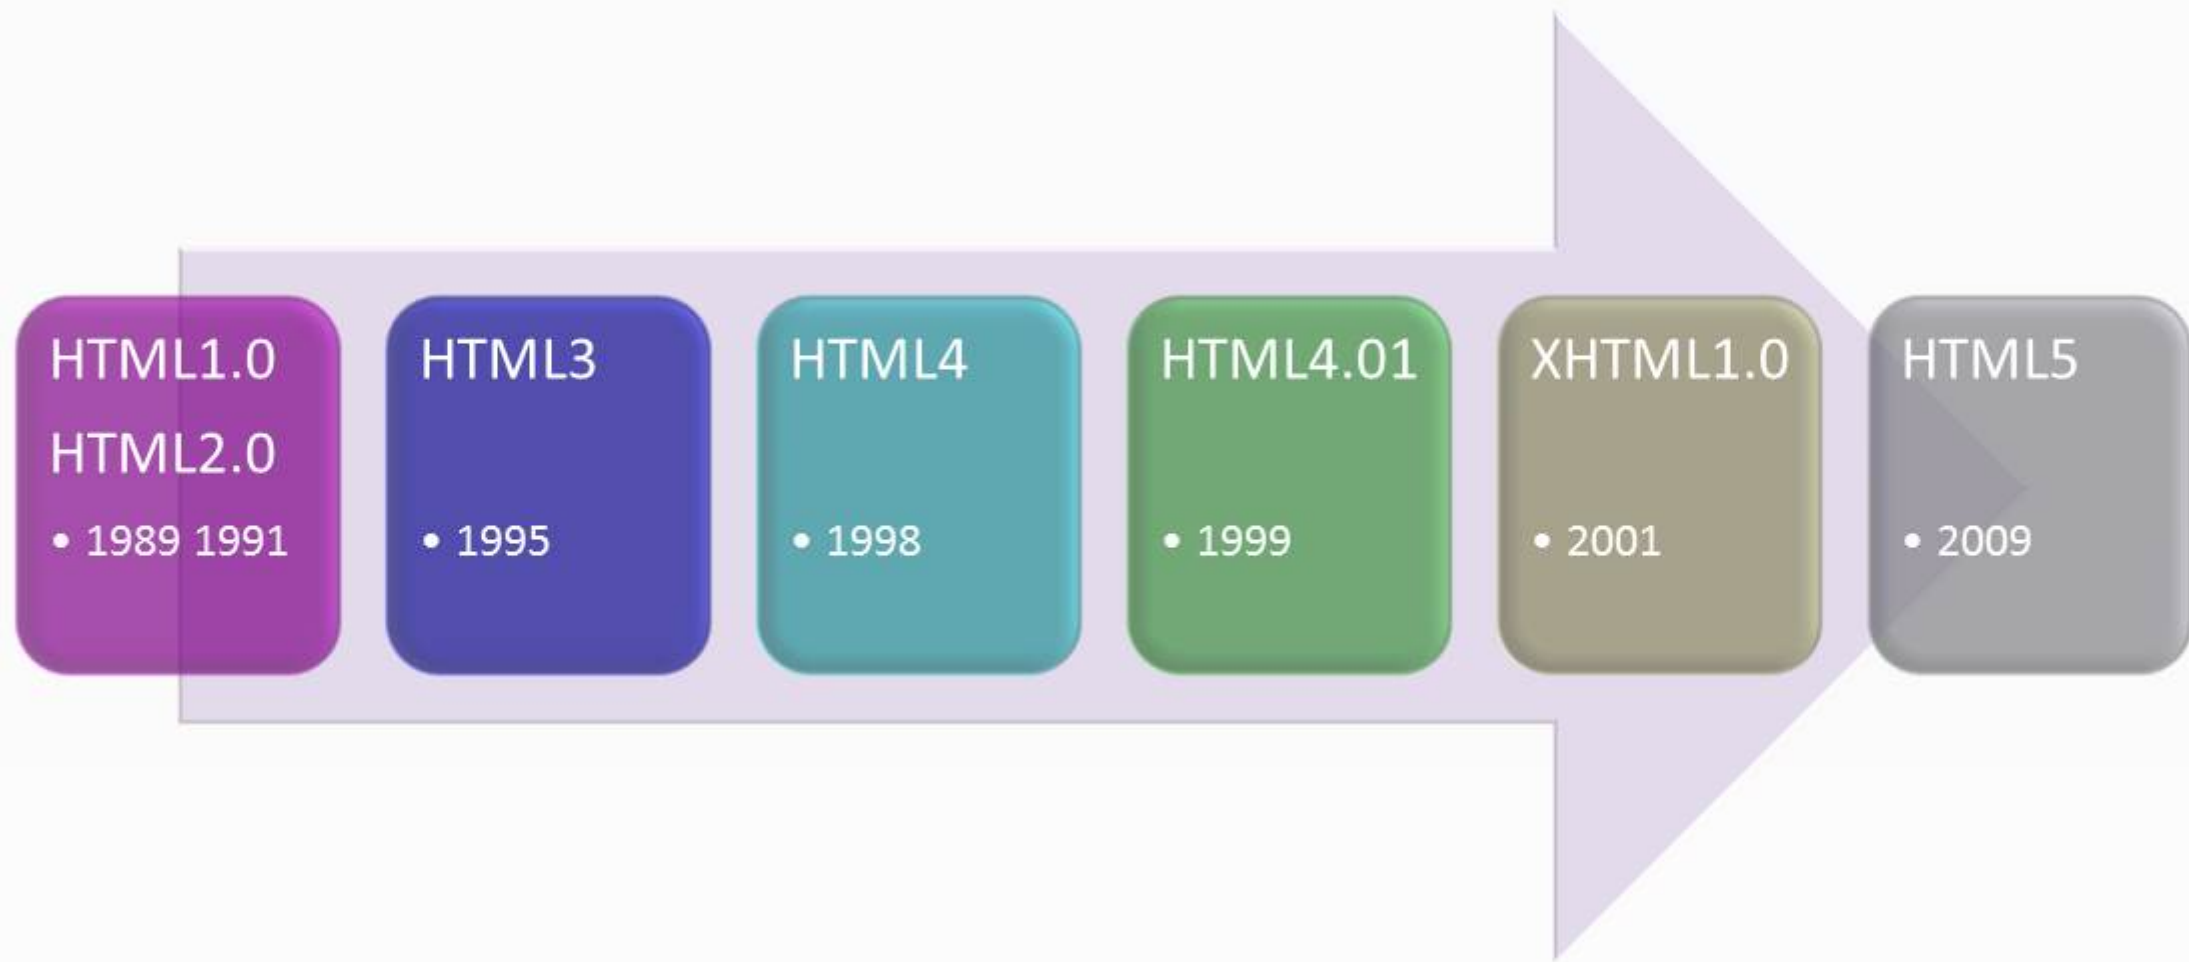 HTML1.0
HTML2.0
• 1989 1991
HTML3
• 1995
HTML4
• 1998
HTML4.01
• 1999
XHTML1.0
• 2001
HTML5
• 2009